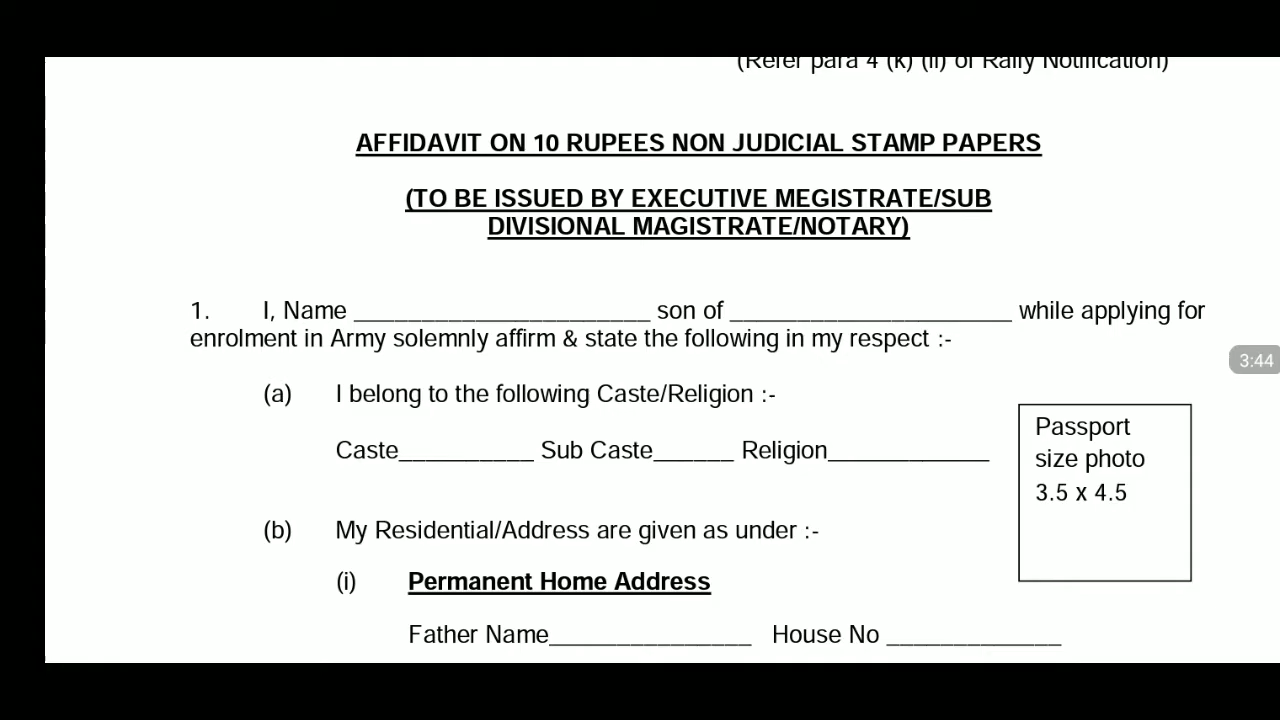 (Refer para 4 (k) (ii) of Rally Notification)
AFFIDAVIT ON 10 RUPEES NON JUDICIAL STAMP PAPERS
(TO BE ISSUED BY EXECUTIVE MEGISTRATE/SUB
DIVISIONAL MAGISTRATE/NOTARY)
1. I, Name ______________________ son of _____________________ while applying for
enrolment in Army solemnly affirm & state the following in my respect :-
3:44
(a) I belong to the following Caste/Religion :-
Caste__________ Sub Caste______ Religion____________
Passport
size photo
3.5 x 4.5
(b) My Residential/Address are given as under :-
(i) Permanent Home Address
Father Name_______________ House No _____________